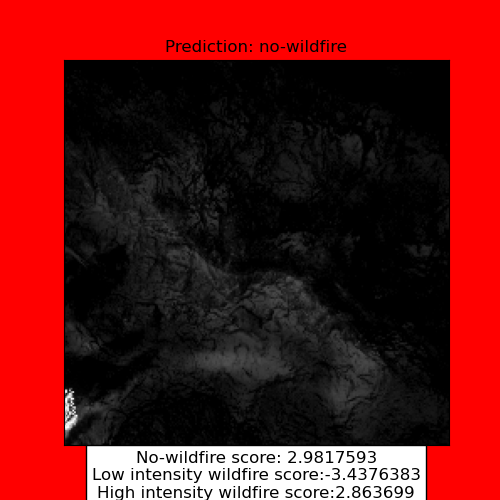 Prediction: no-wildfire
No-wildfire score: 2.9817593
Low intensity wildfire score:-3.4376383
High intensity wildfire score:2.863699